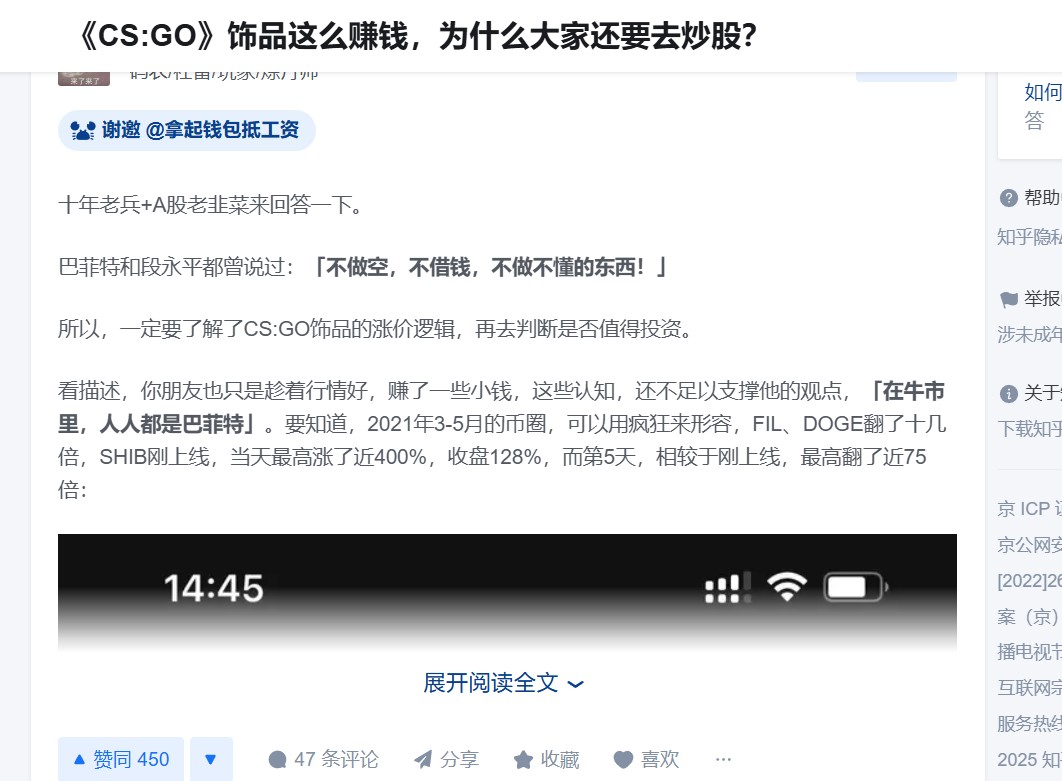 《CS:GO》饰品这么赚钱，为什么大家还要去炒股？
来了来了
谢邀 @拿起钱包抵工资
十年老兵+A股老韭菜来回答一下。
巴菲特和段永平都曾说过：「不做空，不借钱，不做不懂的东西！」
所以，一定要了解了CS:GO饰品的涨价逻辑，再去判断是否值得投资。
看描述，你朋友也只是趁着行情好，赚了一些小钱，这些认知，还不足以支撑他的观点，「在牛市
里，人人都是巴菲特」。要知道，2021年3-5月的币圈，可以用疯狂来形容，FIL、DOGE翻了十几
倍，SHIB刚上线，当天最高涨了近400%，收盘128%，而第5天，相较于刚上线，最高翻了近75
倍：
14:45
展开阅读全文
赞同 450
47 条评论
分享
收藏
喜欢
如何
答
帮助
知乎隐私
举报
涉未成年
关于
下载知乎
京 ICP 证
京公网安
[2022]26
案（京）
播电视节
互联网宗
服务热线
2025 知